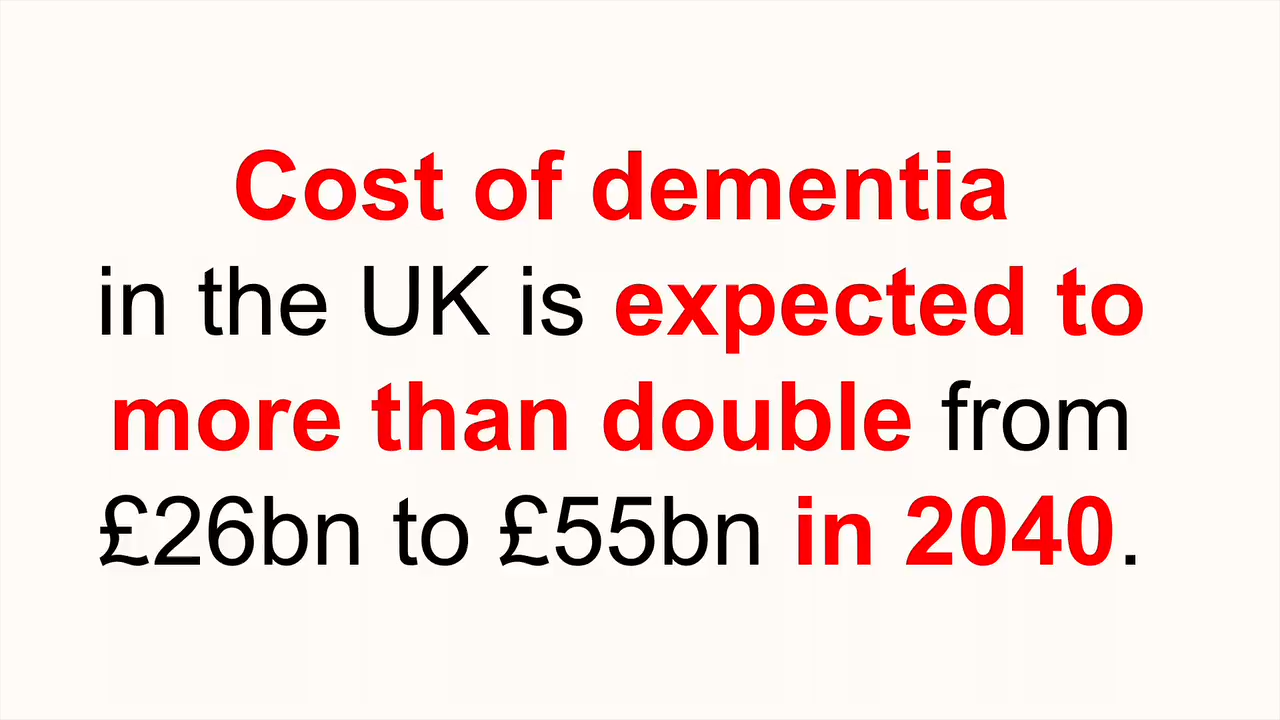 Cost of dementia
in the UK is expected to
more than double from
£26bn to £55bn in 2040.